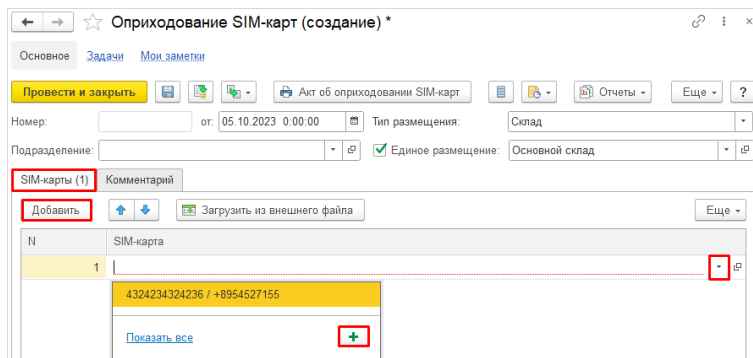 Оприходование SIM-карт (создание) *
Основное Задачи Мои заметки
Провести и закрыть Акт об оприходовании SIM-карт Отчеты Еще ?
Номер: от: 05.10.2023 0:00:00 Тип размещения: Склад
Подразделение: Единое размещение: Основной склад
SIM-карты (1) Комментарий
Добавить Загрузить из внешнего файла Еще
N SIM-карта
1
4324234324236 / +8954527155
Показать все